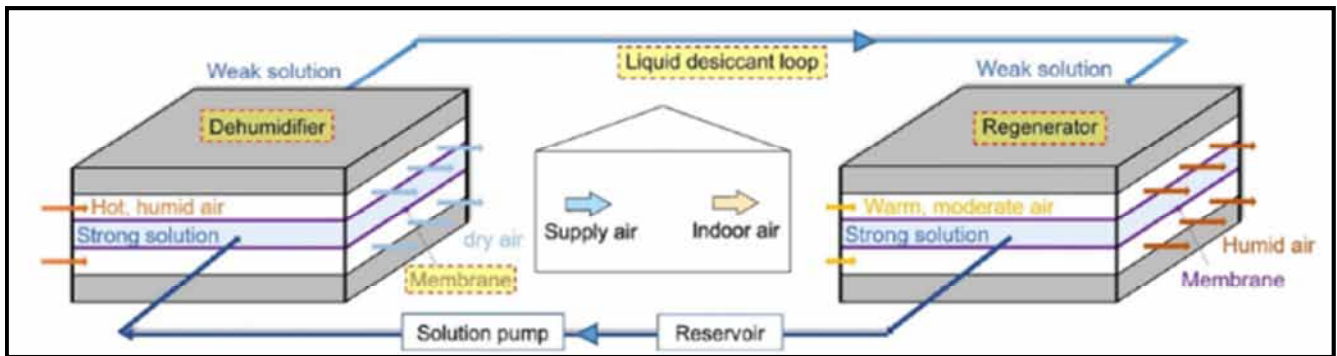 Weak solution
Liquid desiccant loop
Weak solution
Dehumidifier
Regenerator
Hot, humid air
Strong solution
dry air
Membrane
Supply air
Indoor air
Warm, moderate air
Strong solution
Humid air
Membrane
Solution pump
Reservoir